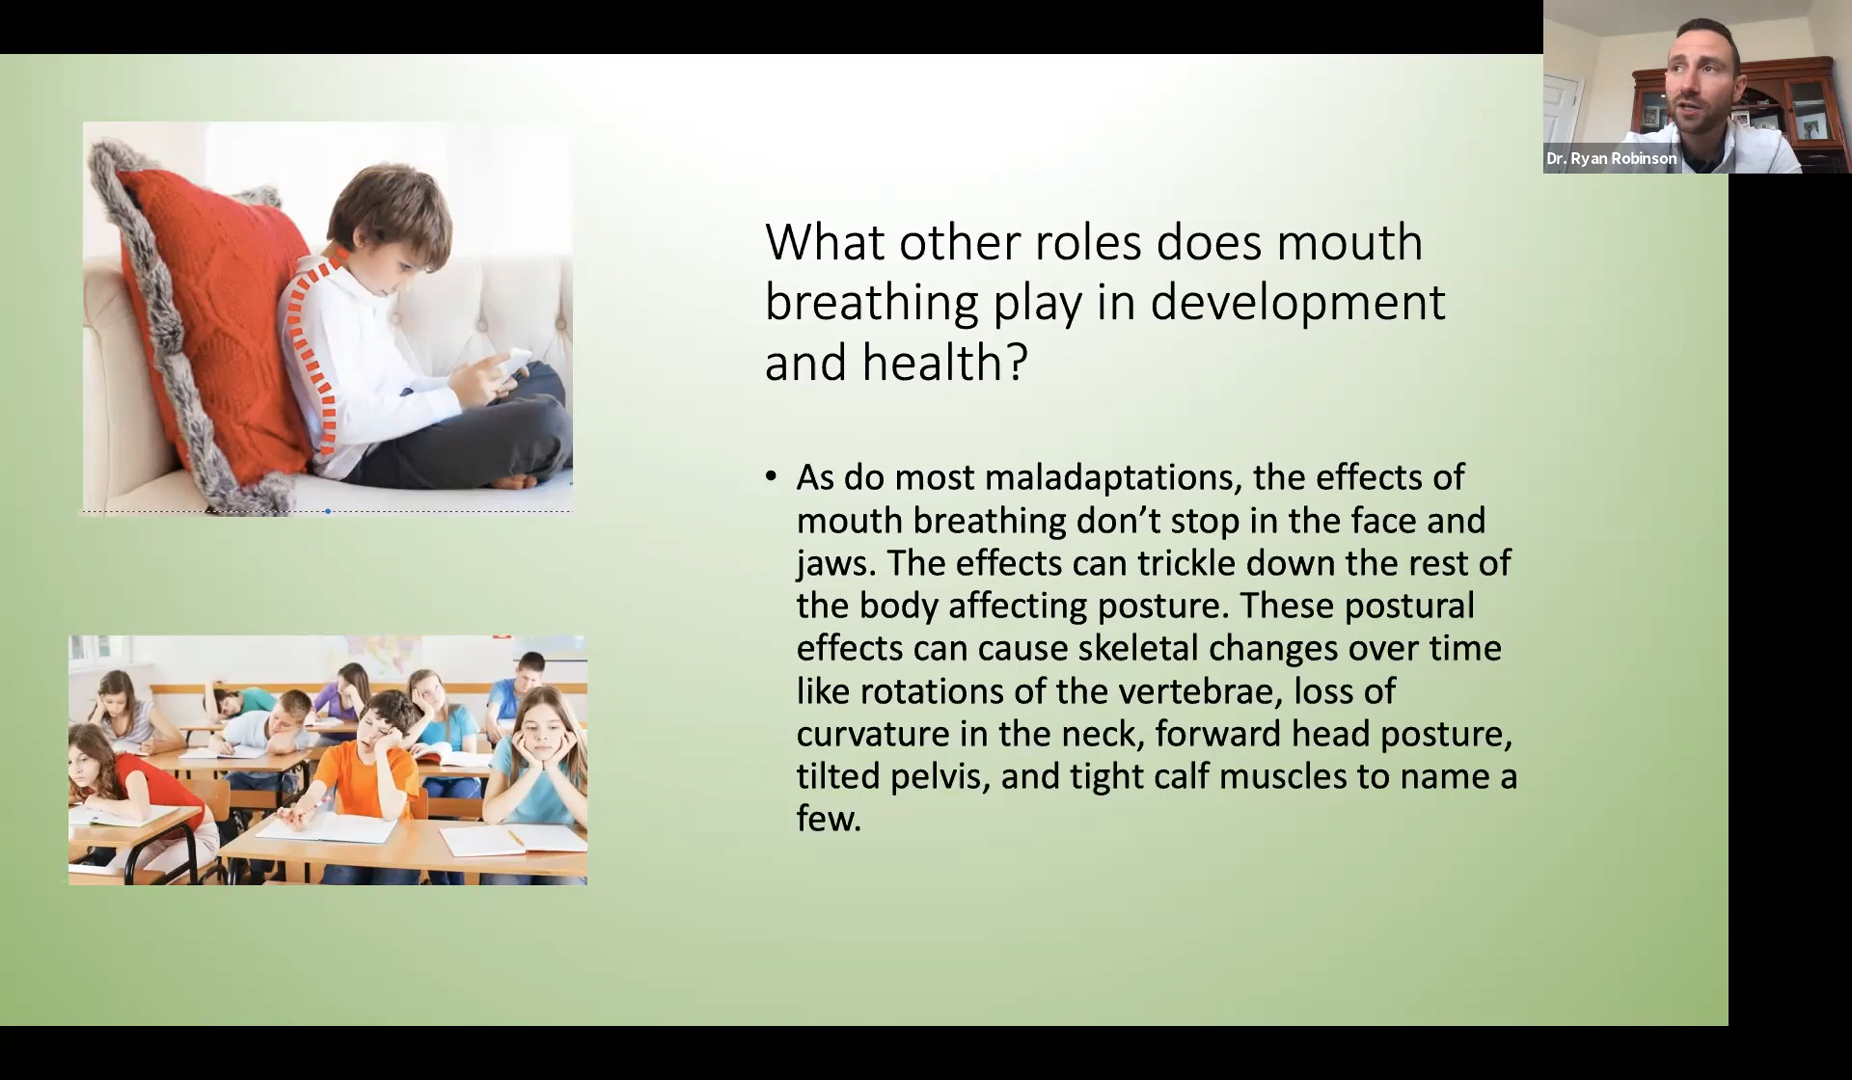 Dr. Ryan Robinson
What other roles does mouth
breathing play in development
and health?
• As do most maladaptations, the effects of
mouth breathing don’t stop in the face and
jaws. The effects can trickle down the rest of
the body affecting posture. These postural
effects can cause skeletal changes over time
like rotations of the vertebrae, loss of
curvature in the neck, forward head posture,
tilted pelvis, and tight calf muscles to name a
few.